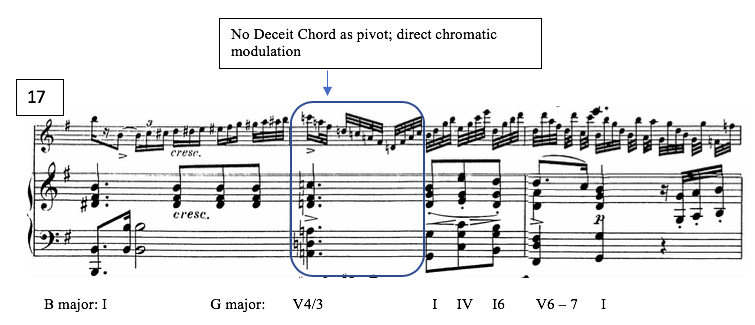 No Deceit Chord as pivot; direct chromatic
modulation
17
3
cresc.
cresc.
p
B major: I G major: V4/3 I IV I6 V6 – 7 I